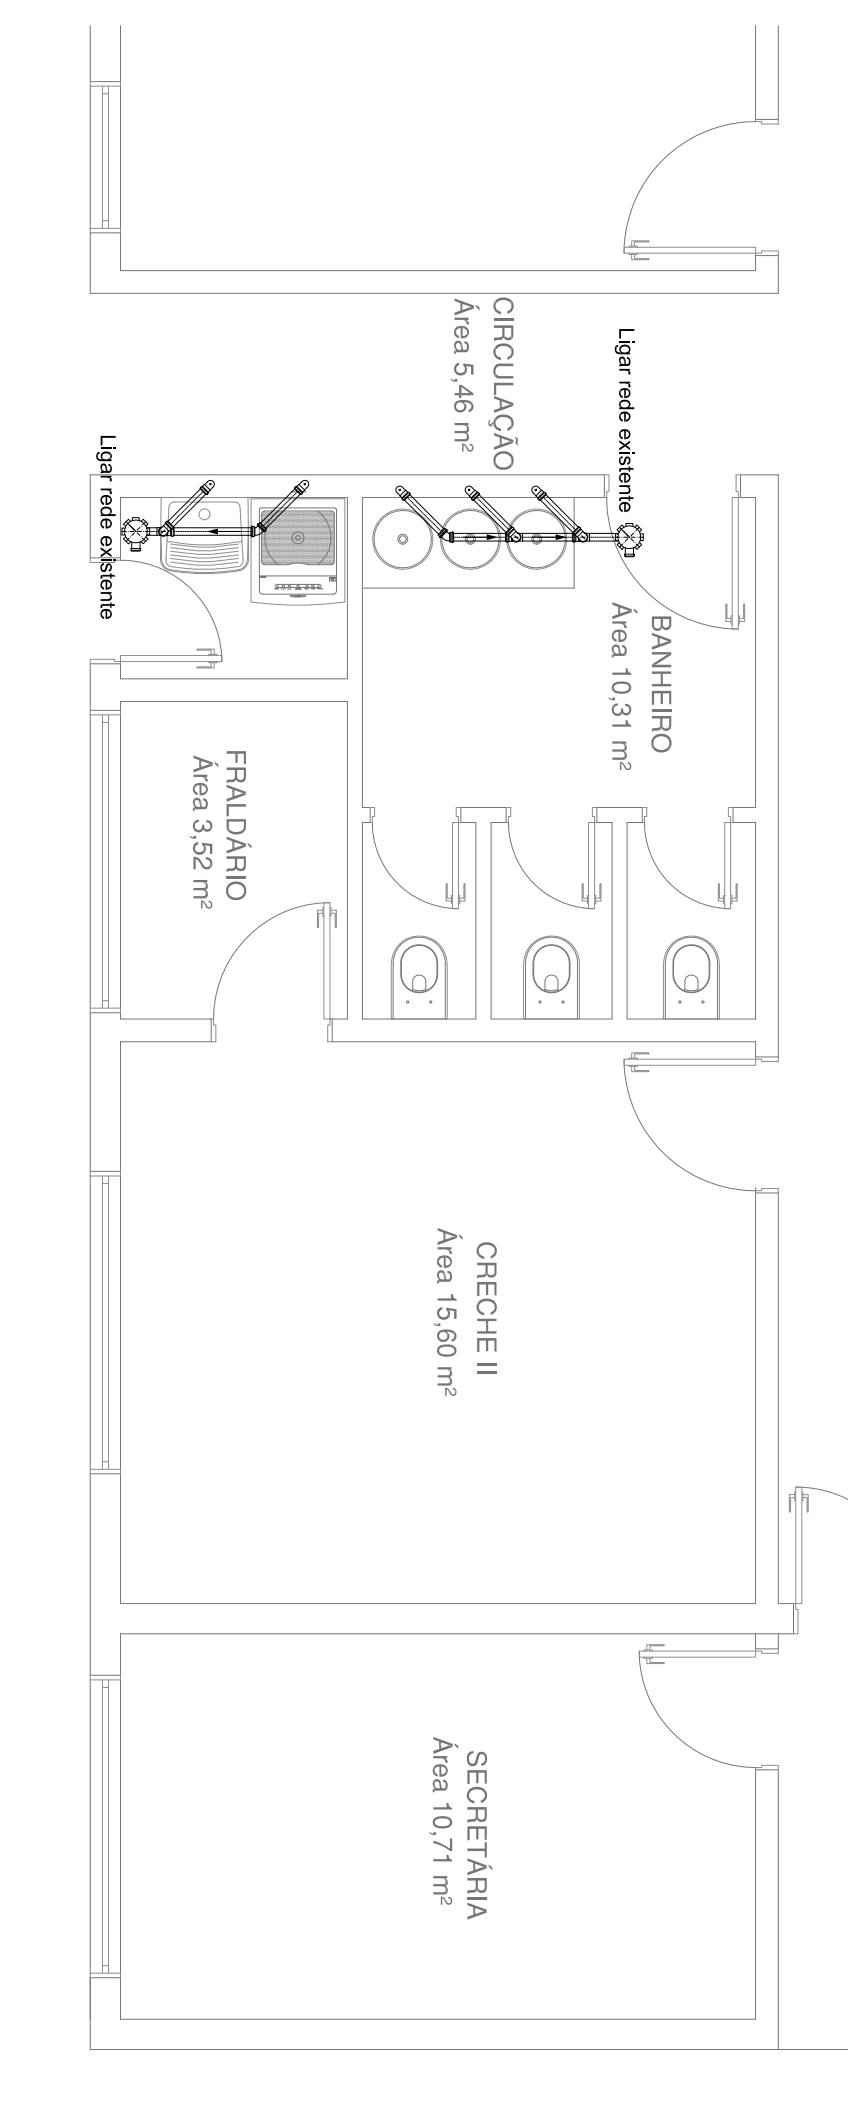 CIRCULAÇÃO
Área 5,46 m²
Ligar rede existente
Ligar rede existente
BANHEIRO
Área 10,31 m²
FRALDÁRIO
Área 3,52 m²
CRECHE II
Área 15,60 m²
SECRETÁRIA
Área 10,71 m²